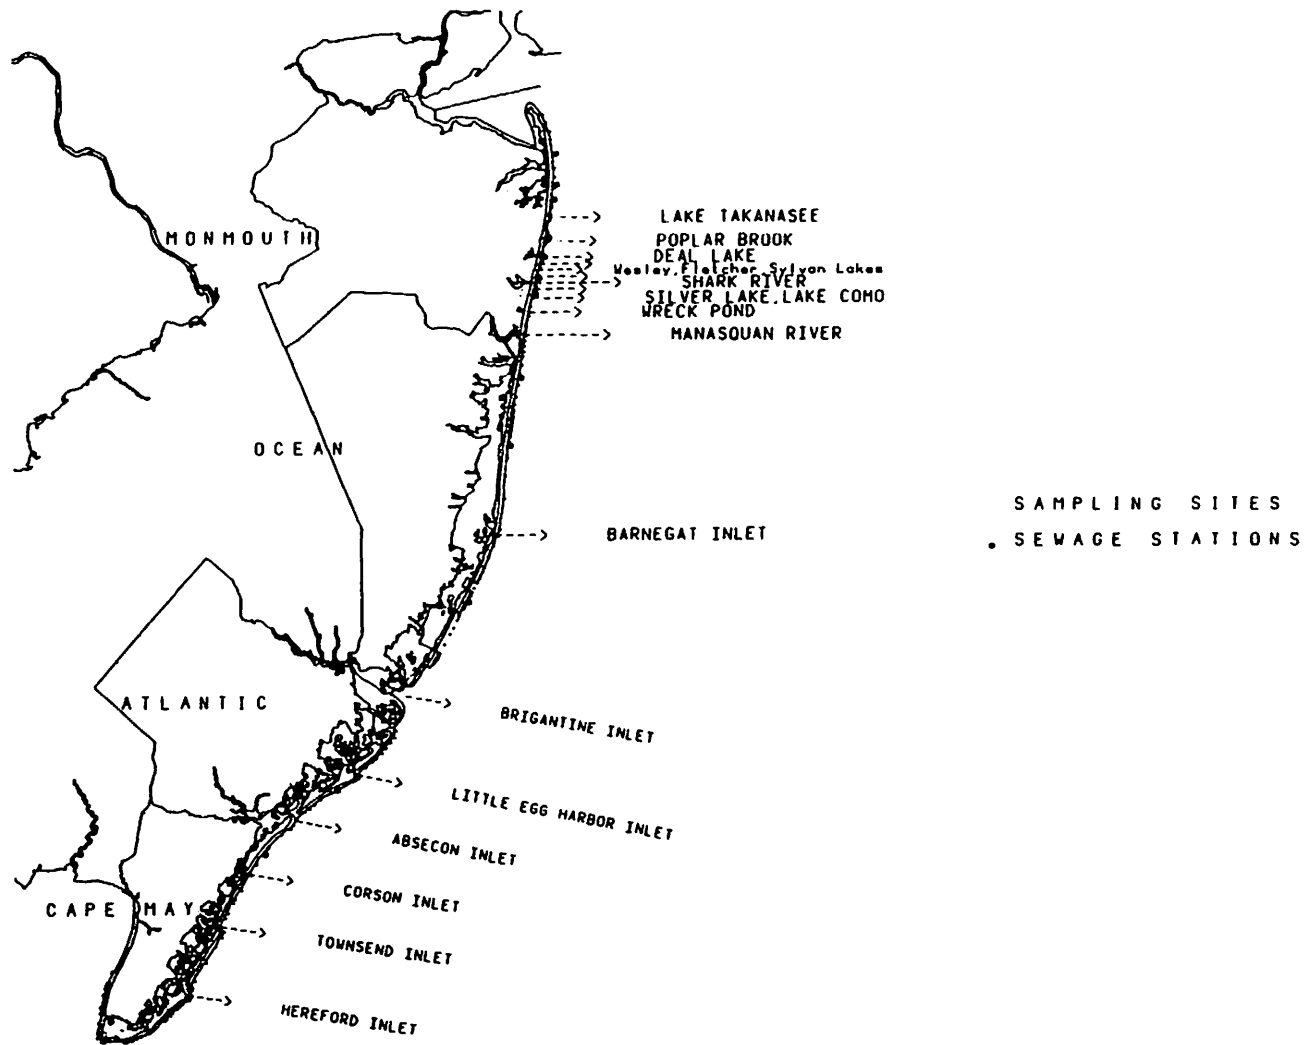 LAKE TAKANASEE
MONMOUTH
POPLAR BROOK
DEAL LAKE
Wesley,Fletcher,Sylvan Lakes
SHARK RIVER
SILVER LAKE,LAKE COMO
WRECK POND
MANASQUAN RIVER
OCEAN
SAMPLING SITES
BARNEGAT INLET
. SEWAGE STATIONS
ATLANTIC
BRIGANTINE INLET
LITTLE EGG HARBOR INLET
ABSECON INLET
CORSON INLET
CAPE MAY
TOWNSEND INLET
HEREFORD INLET